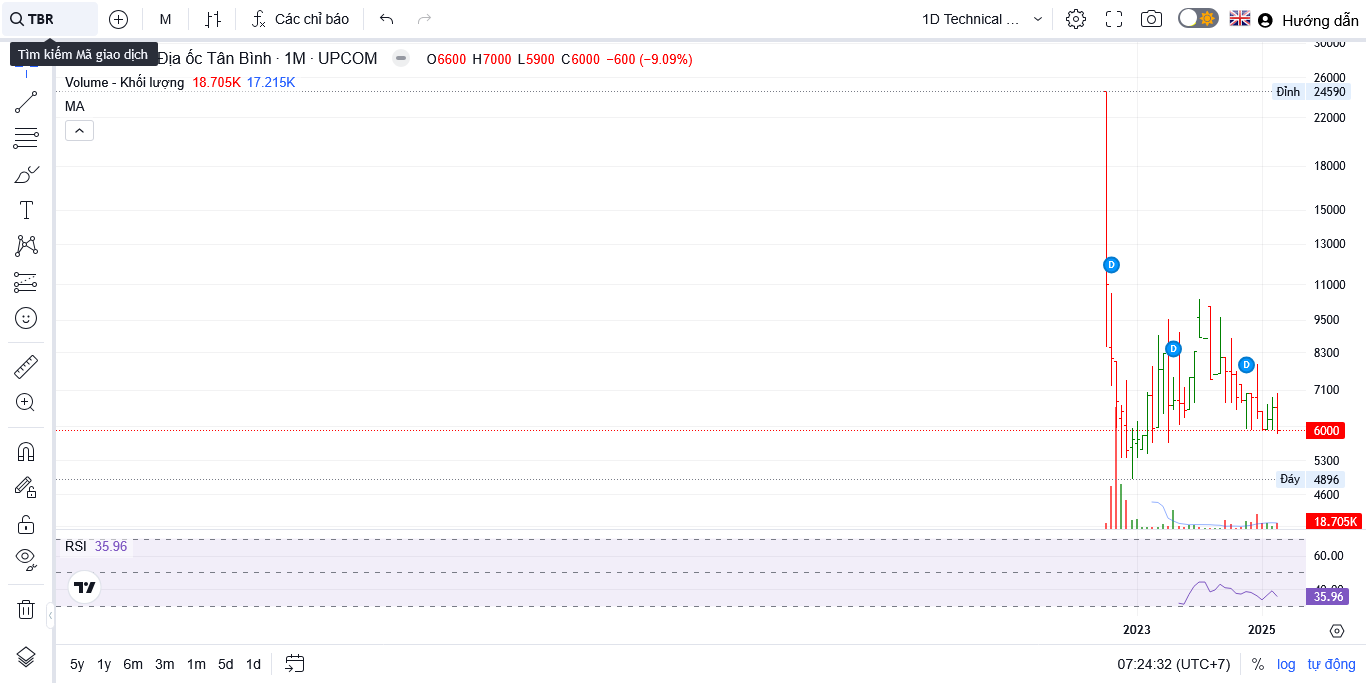 TBR
M
Các chỉ báo
1D Technical ...
Hướng dẫn
Tìm kiếm Mã giao dịch
Địa ốc Tân Bình · 1M · UPCOM
O6600 H7000 L5900 C6000 −600 (−9.09%)
Volume - Khối lượng 18.705K 17.215K
MA
30000
26000
Đỉnh 24590
22000
18000
15000
13000
11000
9500
8300
7100
6000
5300
Đáy 4896
4600
18.705K
D
D
D
RSI 35.96
60.00
40.00
35.96
2023
2025
5y 1y 6m 3m 1m 5d 1d
07:24:32 (UTC+7)
% log tự động